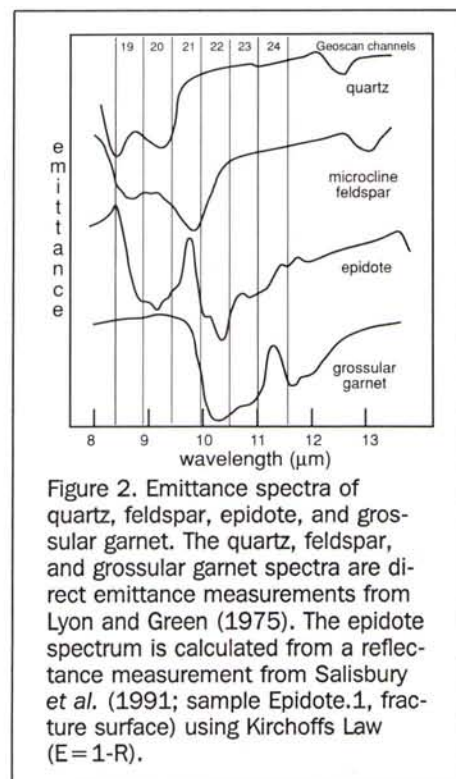 19 20 21 22 23 24 Geoscan channels
quartz
emittance
microcline
feldspar
epidote
grossular
garnet
8 9 10 11 12 13
wavelength (µm)
Figure 2. Emittance spectra of
quartz, feldspar, epidote, and gros-
sular garnet. The quartz, feldspar,
and grossular garnet spectra are di-
rect emittance measurements from
Lyon and Green (1975). The epidote
spectrum is calculated from a reflec-
tance measurement from Salisbury
et al. (1991; sample Epidote.1, frac-
ture surface) using Kirchoffs Law
(E=1-R).